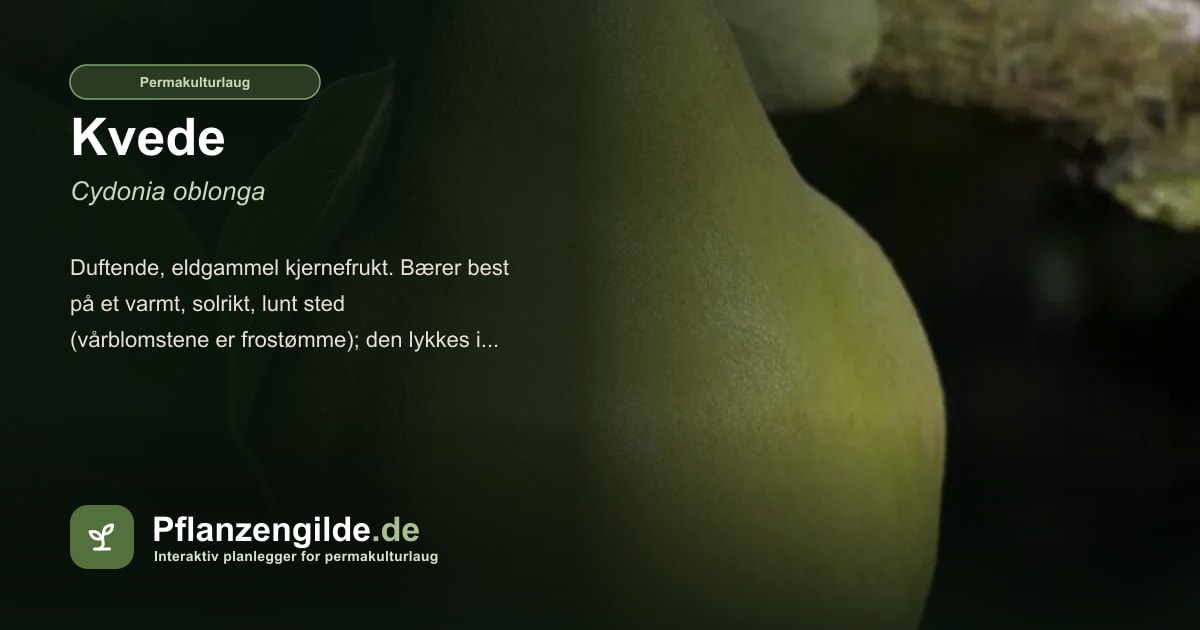 Permakulturlaug
Kvede
Cydonia oblonga
Duftende, eldgammel kjernefrukt. Bærer best
på et varmt, solrikt, lunt sted
(vårblomstene er frostømme); den lykkes i...
Pflanzengilde.de
Interaktiv planlegger for permakulturlaug